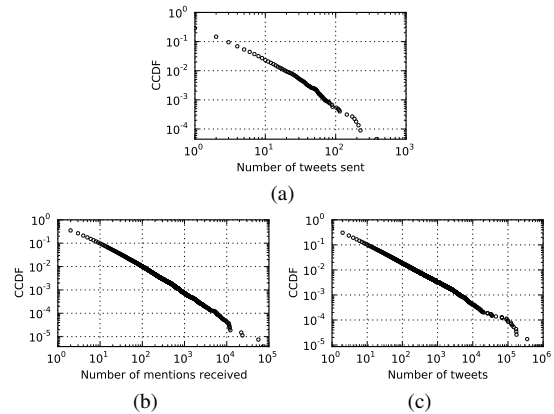 CCDF
10^0
10^-1
10^-2
10^-3
10^-4
10^0 10^1 10^2 10^3
Number of tweets sent
(a)
CCDF
10^0
10^-1
10^-2
10^-3
10^-4
10^-5
10^0 10^1 10^2 10^3 10^4 10^5
Number of mentions received
(b)
CCDF
10^0
10^-1
10^-2
10^-3
10^-4
10^-5
10^0 10^1 10^2 10^3 10^4 10^5 10^6
Number of tweets
(c)